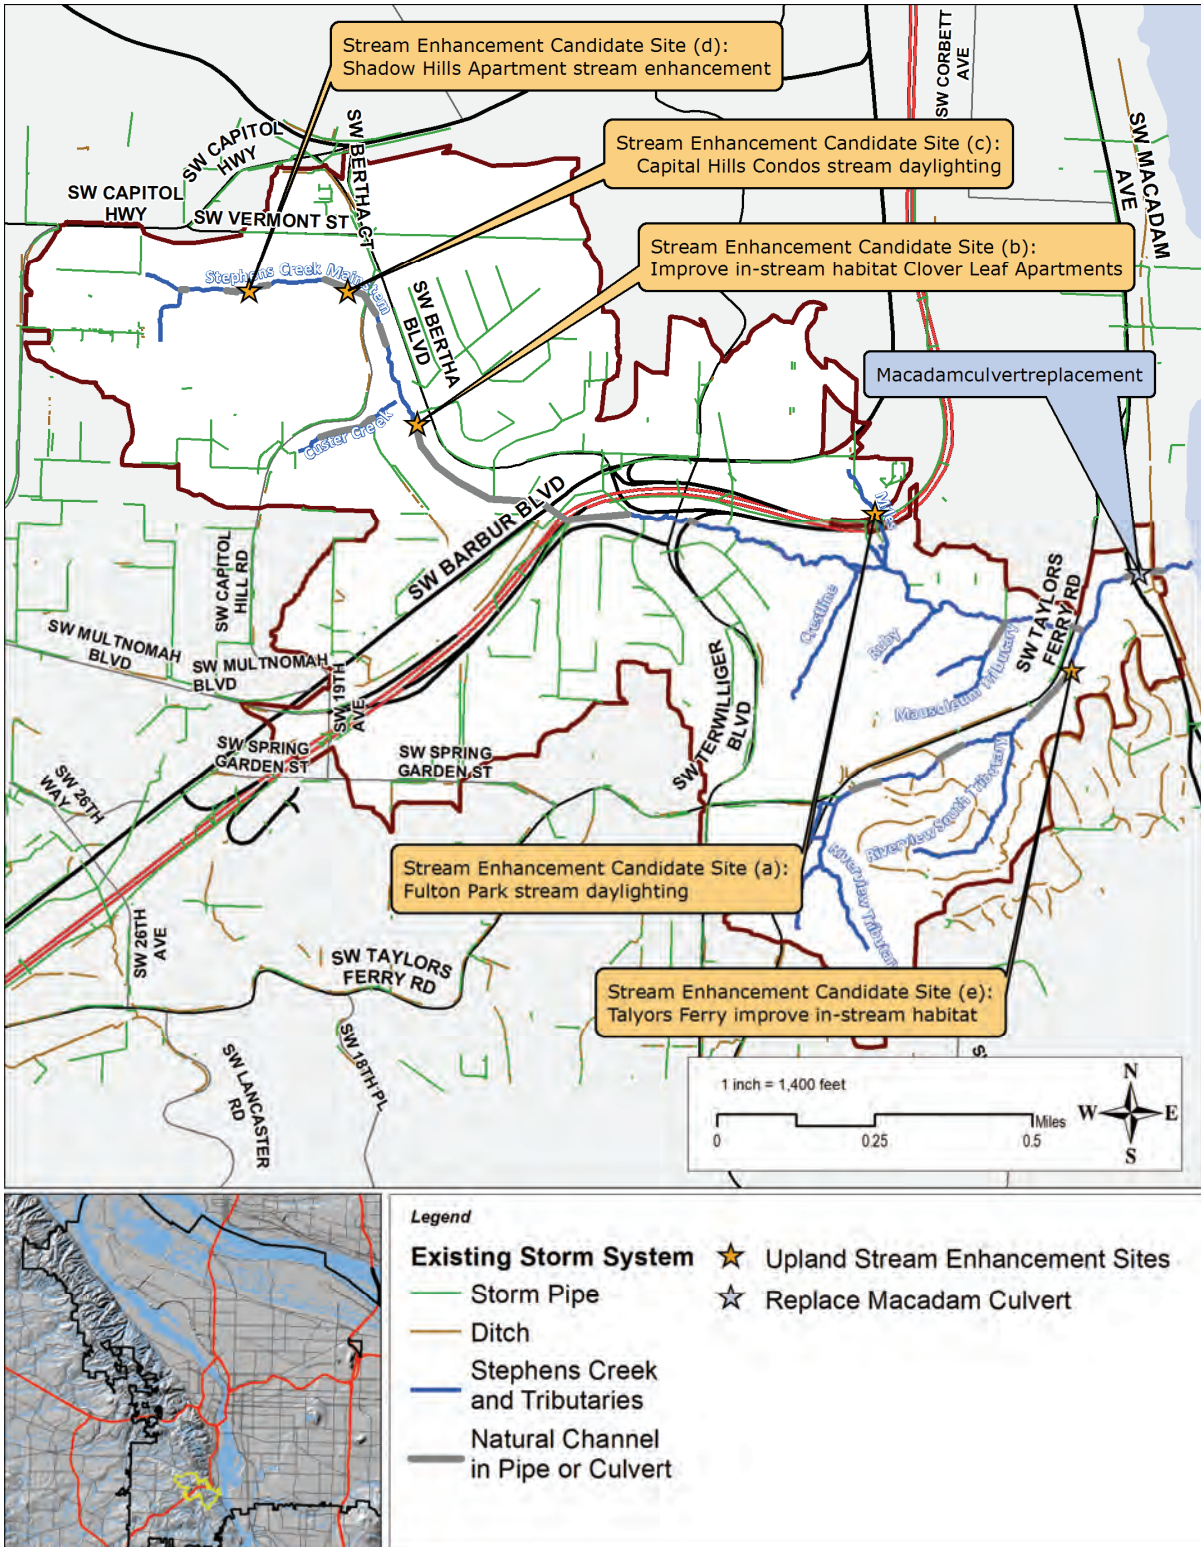 Stream Enhancement Candidate Site (d):
Shadow Hills Apartment stream enhancement
SW CORBETT
AVE
Stream Enhancement Candidate Site (c):
Capital Hills Condos stream daylighting
SW CAPITOL
HWY
SW BERTHA CT
SW MACADAM
AVE
SW CAPITOL
HWY
SW VERMONT ST
Stream Enhancement Candidate Site (b):
Improve in-stream habitat Clover Leaf Apartments
Stephens Creek Mainstem
SW BERTHA
BLVD
Macadamculvertreplacement
Custer Creek
SW BARBUR BLVD
Miles
SW CAPITOL
HILL RD
SW TAYLORS
FERRY RD
Crestline
Ruby
SW MULTNOMAH
BLVD
SW MULTNOMAH
BLVD
SW 19TH
AVE
Mausoleum Tributary
SW TERWILLIGER
BLVD
SW SPRING
GARDEN ST
SW SPRING
GARDEN ST
SW 26TH
WAY
Riverview South Tributary
Riverview Tributary
Stream Enhancement Candidate Site (a):
Fulton Park stream daylighting
SW 26TH
AVE
SW TAYLORS
FERRY RD
Stream Enhancement Candidate Site (e):
Talyors Ferry improve in-stream habitat
SW LANCASTER
RD
SW 18TH PL
1 inch = 1,400 feet
Miles
0
0.25
0.5
N
W
E
S
Legend
Existing Storm System
Storm Pipe
Ditch
Stephens Creek
and Tributaries
Natural Channel
in Pipe or Culvert
Upland Stream Enhancement Sites
Replace Macadam Culvert